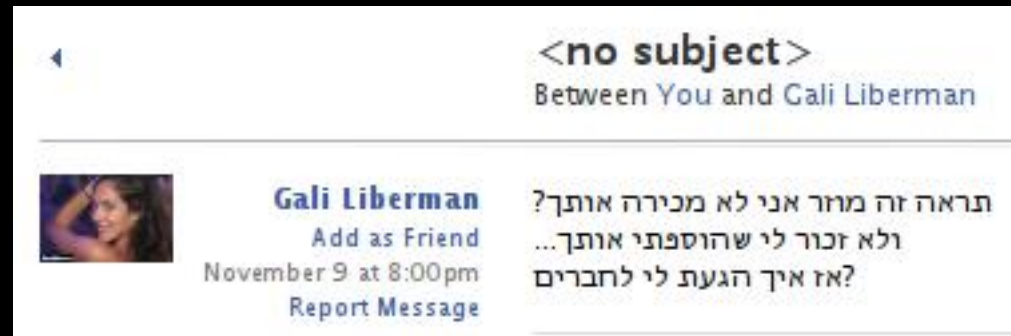 <no subject>
Between You and Gali Liberman
Gali Liberman
Add as Friend
November 9 at 8:00pm
Report Message
תראה זה מוזר אני לא מכירה אותך?
ולא זכור לי שהוספתי אותך...
אז איך הגעת לי לחברים?